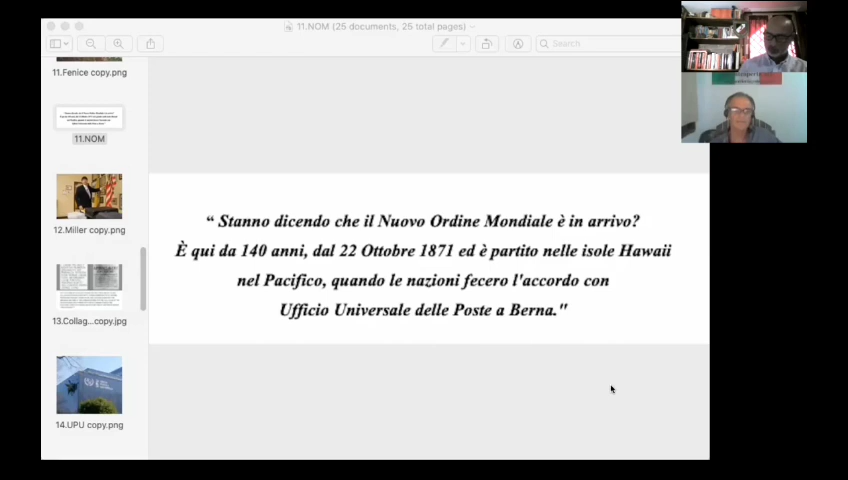 11.NOM (25 documents, 25 total pages)
Search
11.Fenice copy.png
11.NOM
12.Miller copy.png
13.Collag...copy.jpg
14.UPU copy.png
“ Stanno dicendo che il Nuovo Ordine Mondiale è in arrivo?
È qui da 140 anni, dal 22 Ottobre 1871 ed è partito nelle isole Hawaii
nel Pacifico, quando le nazioni fecero l'accordo con
Ufficio Universale delle Poste a Berna."